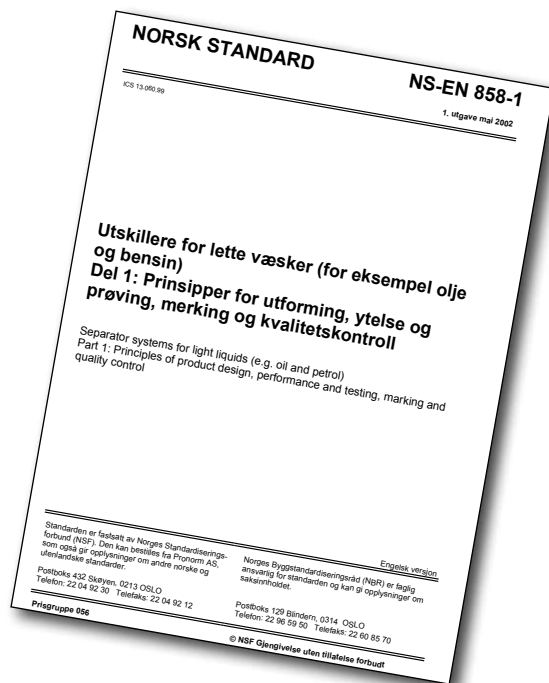 NORSK STANDARD
NS-EN 858-1
ICS 13.060.99
1. utgave mai 2002
Utskillere for lette væsker (for eksempel olje
og bensin)
Del 1: Prinsipper for utforming, ytelse og
prøving, merking og kvalitetskontroll
Separator systems for light liquids (e.g. oil and petrol)
Part 1: Principles of product design, performance and testing, marking and
quality control
Engelsk versjon
Standarden er fastsatt av Norges Standardiserings-
forbund (NSF). Den kan bestilles fra Pronorm AS,
som også gir opplysninger om andre norske og
utenlandske standarder.
Postboks 432 Skøyen, 0213 OSLO
Telefon: 22 04 92 30 Telefaks: 22 04 92 12
Norges Byggstandardiseringsråd (NBR) er faglig
ansvarlig for standarden og kan gi opplysninger om
saksinnholdet.
Postboks 129 Blindern, 0314 OSLO
Telefon: 22 96 59 50 Telefaks: 22 60 85 70
Prisgruppe 056
© NSF Gjengivelse uten tillatelse forbudt